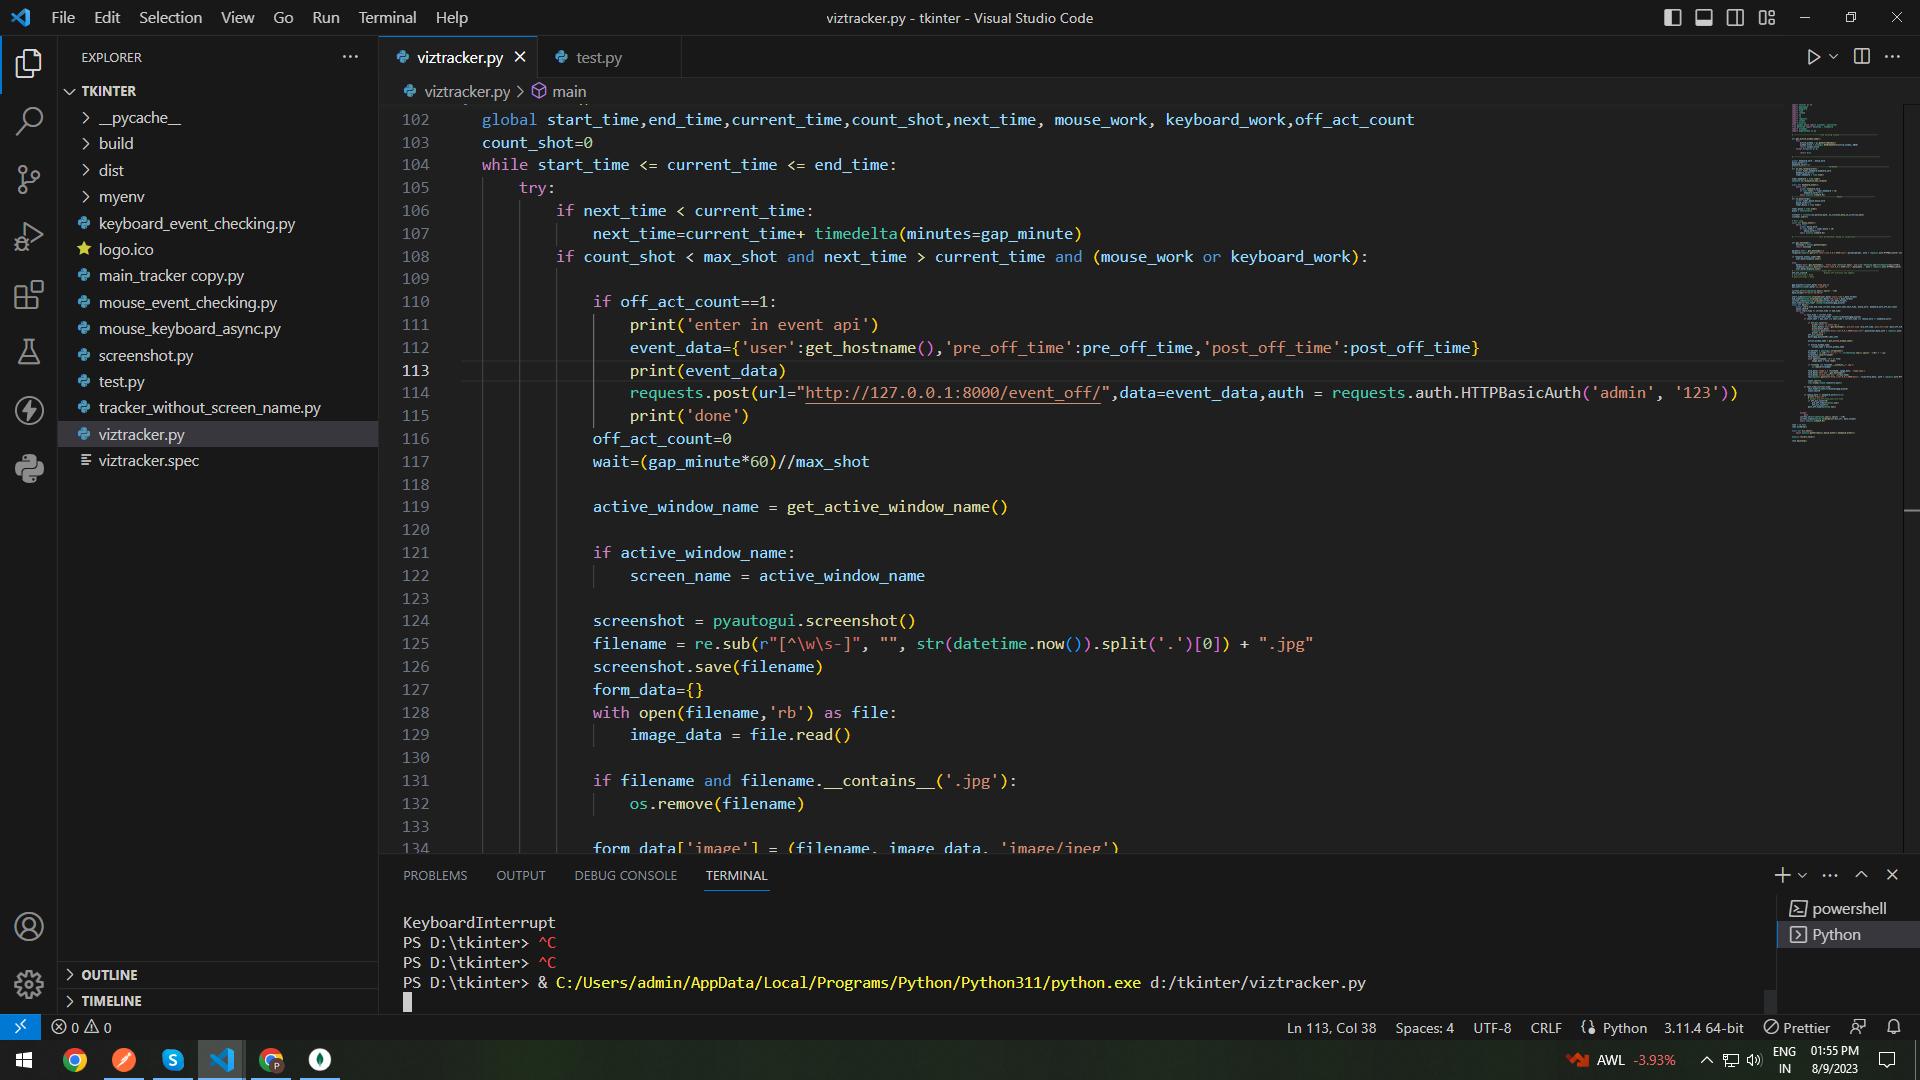 File Edit Selection View Go Run Terminal Help
viztracker.py - tkinter - Visual Studio Code
EXPLORER
TKINTER
__pycache__
build
dist
myenv
keyboard_event_checking.py
logo.ico
main_tracker copy.py
mouse_event_checking.py
mouse_keyboard_async.py
screenshot.py
test.py
tracker_without_screen_name.py
viztracker.py
viztracker.spec
OUTLINE
TIMELINE
viztracker.py
test.py
viztracker.py > main
102 global start_time,end_time,current_time,count_shot,next_time, mouse_work, keyboard_work,off_act_count
103 count_shot=0
104 while start_time <= current_time <= end_time:
105 try:
106 if next_time < current_time:
107 next_time=current_time+ timedelta(minutes=gap_minute)
108 if count_shot < max_shot and next_time > current_time and (mouse_work or keyboard_work):
109
110 if off_act_count==1:
111 print('enter in event api')
112 event_data={'user':get_hostname(),'pre_off_time':pre_off_time,'post_off_time':post_off_time}
113 print(event_data)
114 requests.post(url="http://127.0.0.1:8000/event_off/",data=event_data,auth = requests.auth.HTTPBasicAuth('admin', '123'))
115 print('done')
116 off_act_count=0
117 wait=(gap_minute*60)//max_shot
118
119 active_window_name = get_active_window_name()
120
121 if active_window_name:
122 screen_name = active_window_name
123
124 screenshot = pyautogui.screenshot()
125 filename = re.sub(r"[^\w\s-]", "", str(datetime.now()).split('.')[0]) + ".jpg"
126 screenshot.save(filename)
127 form_data={}
128 with open(filename,'rb') as file:
129 image_data = file.read()
130
131 if filename and filename.__contains__('.jpg'):
132 os.remove(filename)
133
134 form_data['image'] = (filename, image_data, 'image/jpeg')
PROBLEMS OUTPUT DEBUG CONSOLE TERMINAL
KeyboardInterrupt
PS D:\tkinter> ^C
PS D:\tkinter> ^C
PS D:\tkinter> & C:/Users/admin/AppData/Local/Programs/Python/Python311/python.exe d:/tkinter/viztracker.py
powershell
Python
0 0
Ln 113, Col 38 Spaces: 4 UTF-8 CRLF Python 3.11.4 64-bit Prettier
AWL -3.93%
ENG
IN
01:55 PM
8/9/2023